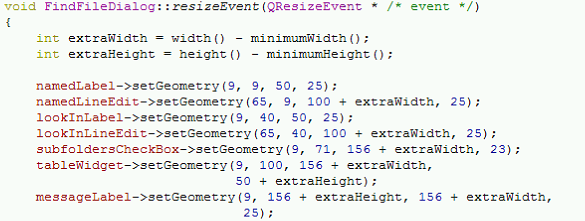 void FindFileDialog::resizeEvent(QResizeEvent * /* event */)
{
    int extraWidth = width() - minimumWidth();
    int extraHeight = height() - minimumHeight();

    namedLabel->setGeometry(9, 9, 50, 25);
    namedLineEdit->setGeometry(65, 9, 100 + extraWidth, 25);
    lookInLabel->setGeometry(9, 40, 50, 25);
    lookInLineEdit->setGeometry(65, 40, 100 + extraWidth, 25);
    subfoldersCheckBox->setGeometry(9, 71, 156 + extraWidth, 23);
    tableWidget->setGeometry(9, 100, 156 + extraWidth,
                             50 + extraHeight);
    messageLabel->setGeometry(9, 156 + extraHeight, 156 + extraWidth,
                              25);